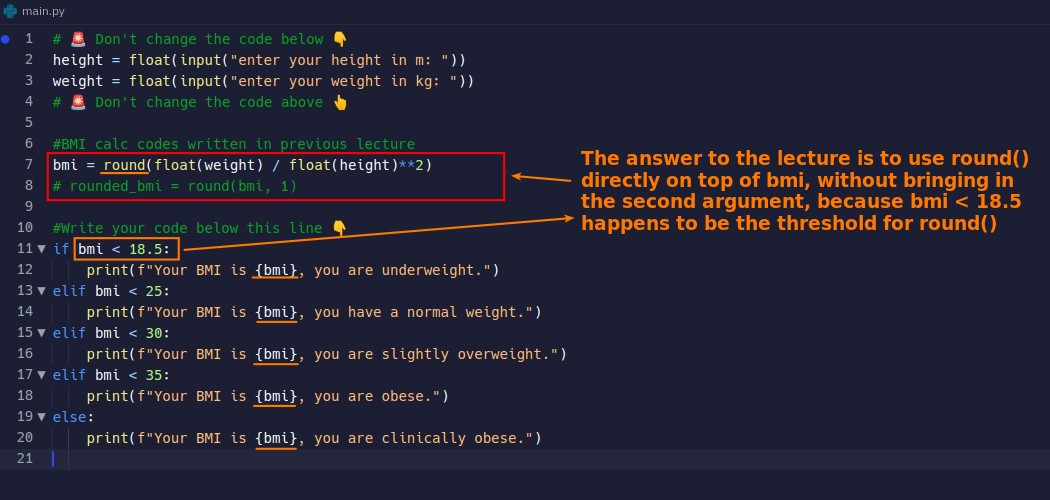 main.py
1 # 🚨 Don't change the code below 👇
2 height = float(input("enter your height in m: "))
3 weight = float(input("enter your weight in kg: "))
4 # 🚨 Don't change the code above 👆
5
6 #BMI calc codes written in previous lecture
7 bmi = round(float(weight) / float(height)**2)
8 # rounded_bmi = round(bmi, 1)
9
10 #Write your code below this line 👇
11 if bmi < 18.5:
12     print(f"Your BMI is {bmi}, you are underweight.")
13 elif bmi < 25:
14     print(f"Your BMI is {bmi}, you have a normal weight.")
15 elif bmi < 30:
16     print(f"Your BMI is {bmi}, you are slightly overweight.")
17 elif bmi < 35:
18     print(f"Your BMI is {bmi}, you are obese.")
19 else:
20     print(f"Your BMI is {bmi}, you are clinically obese.")
21
The answer to the lecture is to use round()
directly on top of bmi, without bringing in
the second argument, because bmi < 18.5
happens to be the threshold for round()